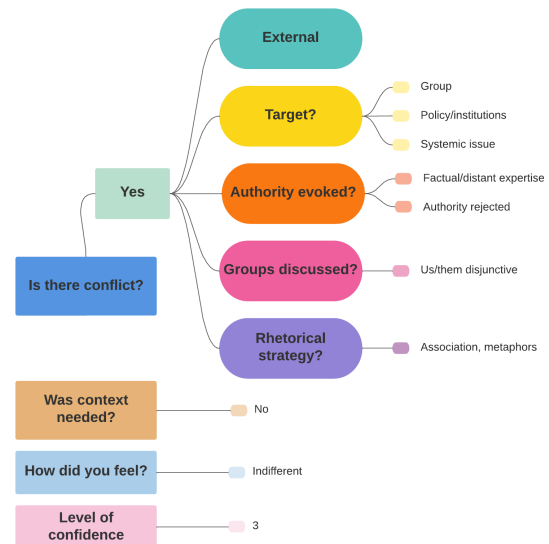 External
Target?
Group
Policy/institutions
Systemic issue
Yes
Authority evoked?
Factual/distant expertise
Authority rejected
Is there conflict?
Groups discussed?
Us/them disjunctive
Rhetorical
strategy?
Association, metaphors
Was context
needed?
No
How did you feel?
Indifferent
Level of
confidence
3